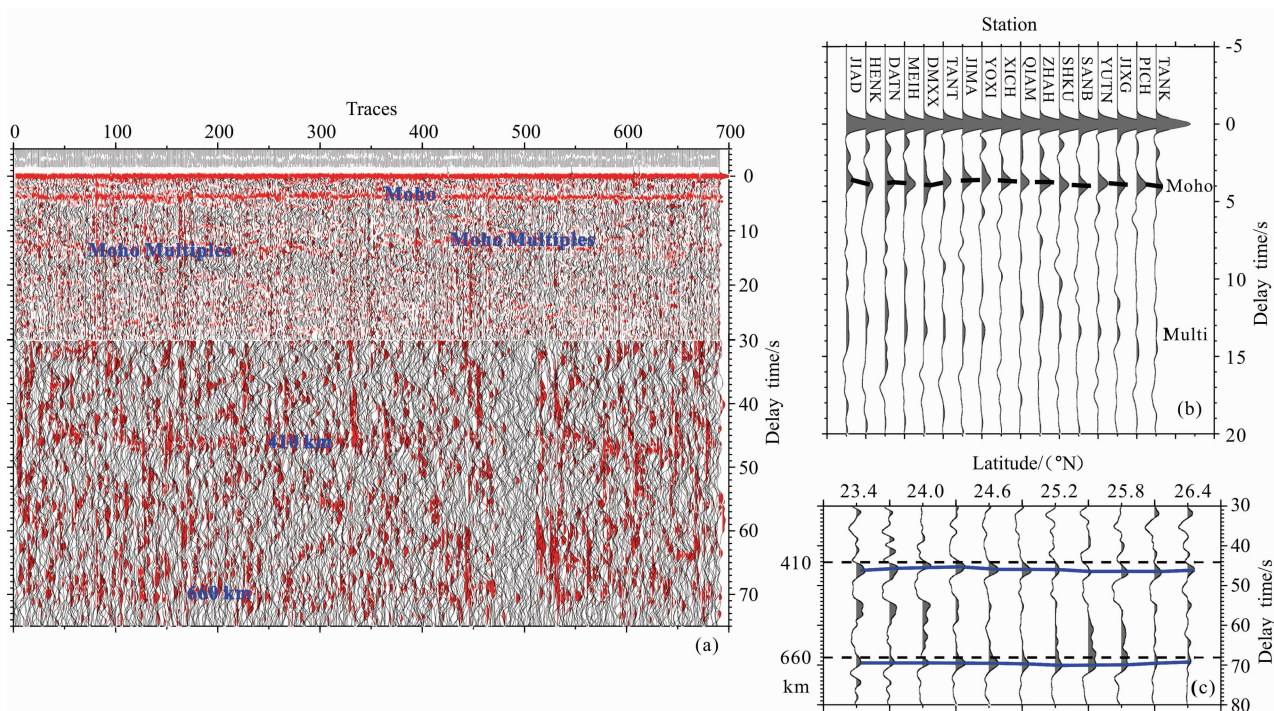 Traces
0 100 200 300 400 500 600 700
0
10
20
30
40
50
60
70
Delay time/s
Moho
Moho Multiples
Moho Multiples
410 km
660 km
(a)
Station
JIAD HENK DATN MEIH DMXX TANT JIMA YOXI XICH QIAM ZHAH SHKU SANB YUTN JIXG PICH TANK
-5
0
5
10
15
20
Delay time/s
Moho
Multi
(b)
Latitude/(°N)
23.4 24.0 24.6 25.2 25.8 26.4
410
660
km
30
40
50
60
70
80
Delay time/s
(c)